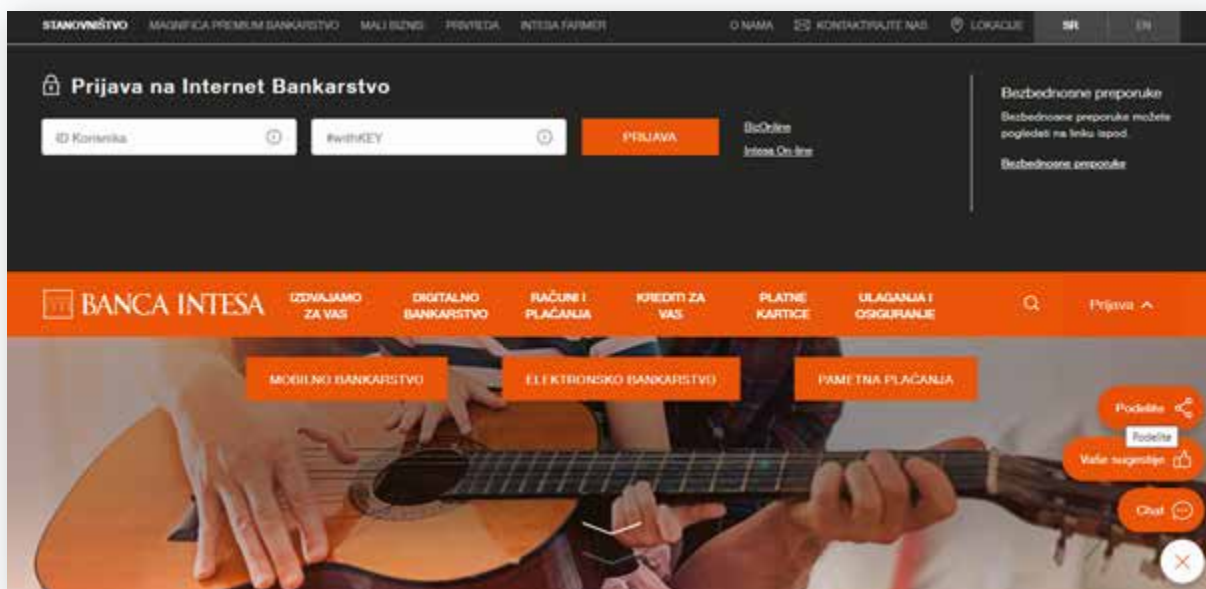 STANOVNIŠTVO MAGNIFICA PREMIUM BANKARSTVO MALI BIZNIS PRIVREDA INTESA FARMER O NAMA KONTAKTIRAJTE NAS LOKACIJE SR EN
Prijava na Internet Bankarstvo
ID Korisnika #withKEY PRIJAVA
BizOnline
Intesa On-line
Bezbednosne preporuke
Bezbednosne preporuke možete
pogledati na linku ispod.
Bezbednosne preporuke
BANCA INTESA
IZDVAJAMO
ZA VAS
DIGITALNO
BANKARSTVO
RAČUNI I
PLAĆANJA
KREDITI ZA
VAS
PLATNE
KARTICE
ULAGANJA I
OSIGURANJE
Prijava
MOBILNO BANKARSTVO ELEKTRONSKO BANKARSTVO PAMETNA PLAĆANJA
Podelite
Podelite
Vaše sugestije
Chat